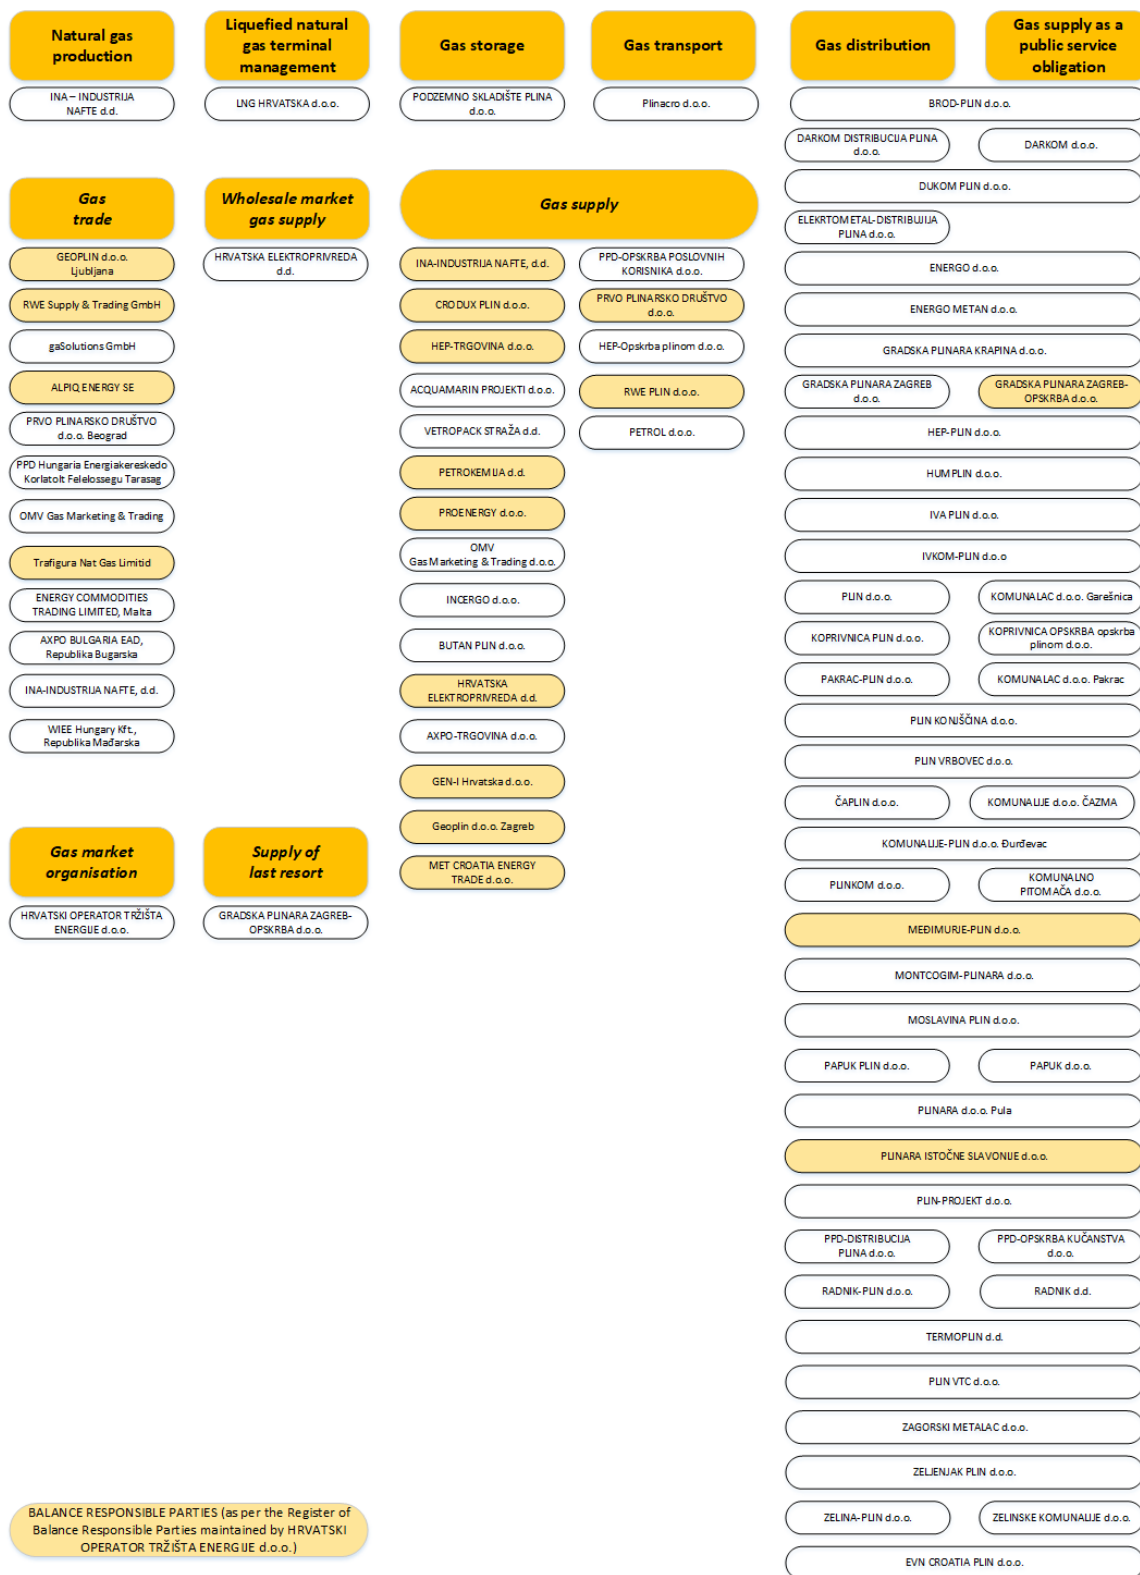 Natural gas
production
INA – INDUSTRIJA
NAFTE d.d.
Liquefied natural
gas terminal
management
LNG HRVATSKA d.o.o.
Gas storage
PODZEMNO SKLADIŠTE PLINA
d.o.o.
Gas transport
Plinacro d.o.o.
Gas
trade
GEOPLIN d.o.o.
Ljubljana
RWE Supply & Trading GmbH
gaSolutions GmbH
ALPIQ ENERGY SE
PRVO PLINARSKO DRUŠTVO
d.o.o. Beograd
PPD Hungaria Energiakereskedo
Korlatolt Felelossegu Tarasag
OMV Gas Marketing & Trading
Trafigura Nat Gas Limitid
ENERGY COMMODITIES
TRADING LIMITED, Malta
AXPO BULGARIA EAD,
Republika Bugarska
INA-INDUSTRIJA NAFTE, d.d.
WIEE Hungary Kft.,
Republika Mađarska
Wholesale market
gas supply
HRVATSKA ELEKTROPRIVREDA
d.d.
Gas supply
INA-INDUSTRIJA NAFTE, d.d.
CRODUX PLIN d.o.o.
HEP-TRGOVINA d.o.o.
ACQUAMARIN PROJEKTI d.o.o.
VETROPACK STRAŽA d.d.
PETROKEMIJA d.d.
PROENERGY d.o.o.
OMV
Gas Marketing & Trading d.o.o.
INCERGO d.o.o.
BUTAN PLIN d.o.o.
HRVATSKA
ELEKTROPRIVREDA d.d.
AXPO-TRGOVINA d.o.o.
GEN-I Hrvatska d.o.o.
Geoplin d.o.o. Zagreb
MET CROATIA ENERGY
TRADE d.o.o.
PPD-OPSKRBA POSLOVNIH
KORISNIKA d.o.o.
PRVO PLINARSKO DRUŠTVO
d.o.o.
HEP-Opskrba plinom d.o.o.
RWE PLIN d.o.o.
PETROL d.o.o.
Gas market
organisation
HRVATSKI OPERATOR TRŽIŠTA
ENERGIJE d.o.o.
Supply of
last resort
GRADSKA PLINARA ZAGREB-
OPSKRBA d.o.o.
BALANCE RESPONSIBLE PARTIES (as per the Register of
Balance Responsible Parties maintained by HRVATSKI
OPERATOR TRŽIŠTA ENERGIJE d.o.o.)
Gas distribution
Gas supply as a
public service
obligation
BROD-PLIN d.o.o.
DARKOM DISTRIBUCIJA PLINA
d.o.o.
DARKOM d.o.o.
DUKOM PLIN d.o.o.
ELEKRTOMETAL-DISTRIBUJIJA
PLINA d.o.o.
ENERGO d.o.o.
ENERGO METAN d.o.o.
GRADSKA PLINARA KRAPINA d.o.o.
GRADSKA PLINARA ZAGREB
d.o.o.
GRADSKA PLINARA ZAGREB-
OPSKRBA d.o.o.
HEP-PLIN d.o.o.
HUMPLIN d.o.o.
IVA PLIN d.o.o.
IVKOM-PLIN d.o.o
PLIN d.o.o.
KOMUNALAC d.o.o. Garešnica
KOPRIVNICA PLIN d.o.o.
KOPRIVNICA OPSKRBA opskrba
plinom d.o.o.
PAKRAC-PLIN d.o.o.
KOMUNALAC d.o.o. Pakrac
PLIN KONJŠČINA d.o.o.
PLIN VRBOVEC d.o.o.
ČAPLIN d.o.o.
KOMUNALIJE d.o.o. ČAZMA
KOMUNALIJE-PLIN d.o.o. Đurđevac
PLINKOM d.o.o.
KOMUNALNO
PITOMAČA d.o.o.
MEĐIMURJE-PLIN d.o.o.
MONTCOGIM-PLINARA d.o.o.
MOSLAVINA PLIN d.o.o.
PAPUK PLIN d.o.o.
PAPUK d.o.o.
PLINARA d.o.o. Pula
PLINARA ISTOČNE SLAVONIJE d.o.o.
PLIN-PROJEKT d.o.o.
PPD-DISTRIBUCIJA
PLINA d.o.o.
PPD-OPSKRBA KUĆANSTVA
d.o.o.
RADNIK-PLIN d.o.o.
RADNIK d.d.
TERMOPLIN d.d.
PLIN VTC d.o.o.
ZAGORSKI METALAC d.o.o.
ZELJENJAK PLIN d.o.o.
ZELINA-PLIN d.o.o.
ZELINSKE KOMUNALIJE d.o.o.
EVN CROATIA PLIN d.o.o.